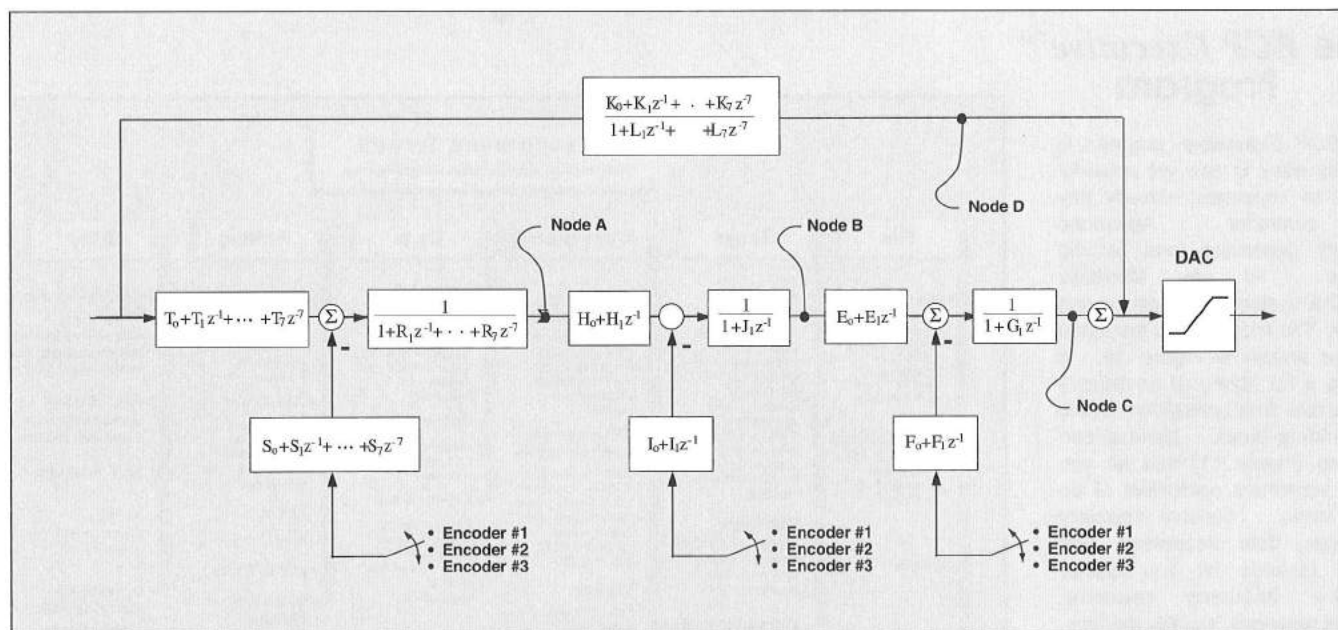 K₀+K₁z⁻¹+ · +K₇z⁻⁷
1+L₁z⁻¹+ +L₇z⁻⁷
Node D
Node A
Node B
DAC
T₀+T₁z⁻¹+ ··· +T₇z⁻⁷
Σ
1
1+R₁z⁻¹+ · · +R₇z⁻⁷
Σ
H₀+H₁z⁻¹
1
1+J₁z⁻¹
E₀+E₁z⁻¹
Σ
1
1+G₁z⁻¹
Σ
-
-
-
Node C
S₀+S₁z⁻¹+ ··· +S₇z⁻⁷
I₀+I₁z⁻¹
F₀+F₁z⁻¹
• Encoder #1
• Encoder #2
• Encoder #3
• Encoder #1
• Encoder #2
• Encoder #3
• Encoder #1
• Encoder #2
• Encoder #3